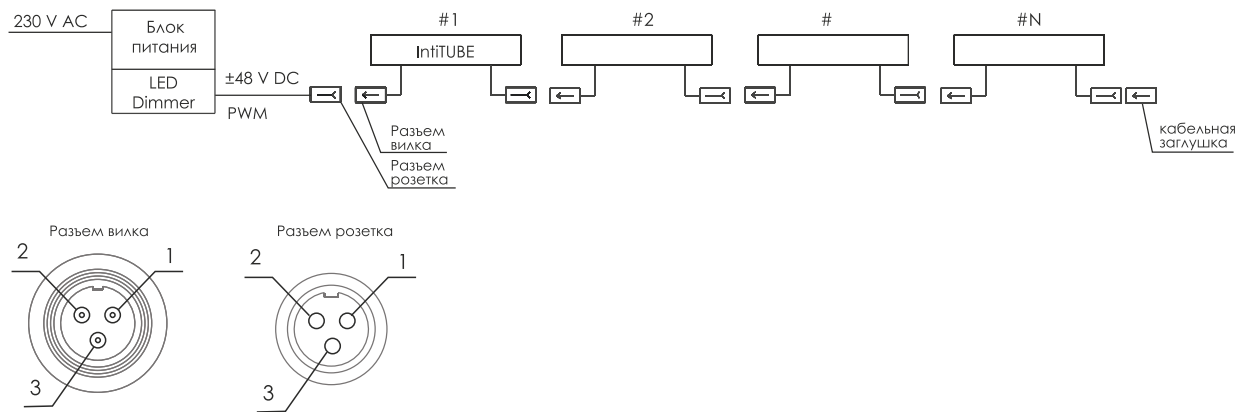 230 V AC
Блок
питания
LED
Dimmer
±48 V DC
PWM
#1
IntiTUBE
#2
#
#N
Разъем
вилка
Разъем
розетка
кабельная
заглушка
Разъем вилка
2
1
3
Разъем розетка
2
1
3